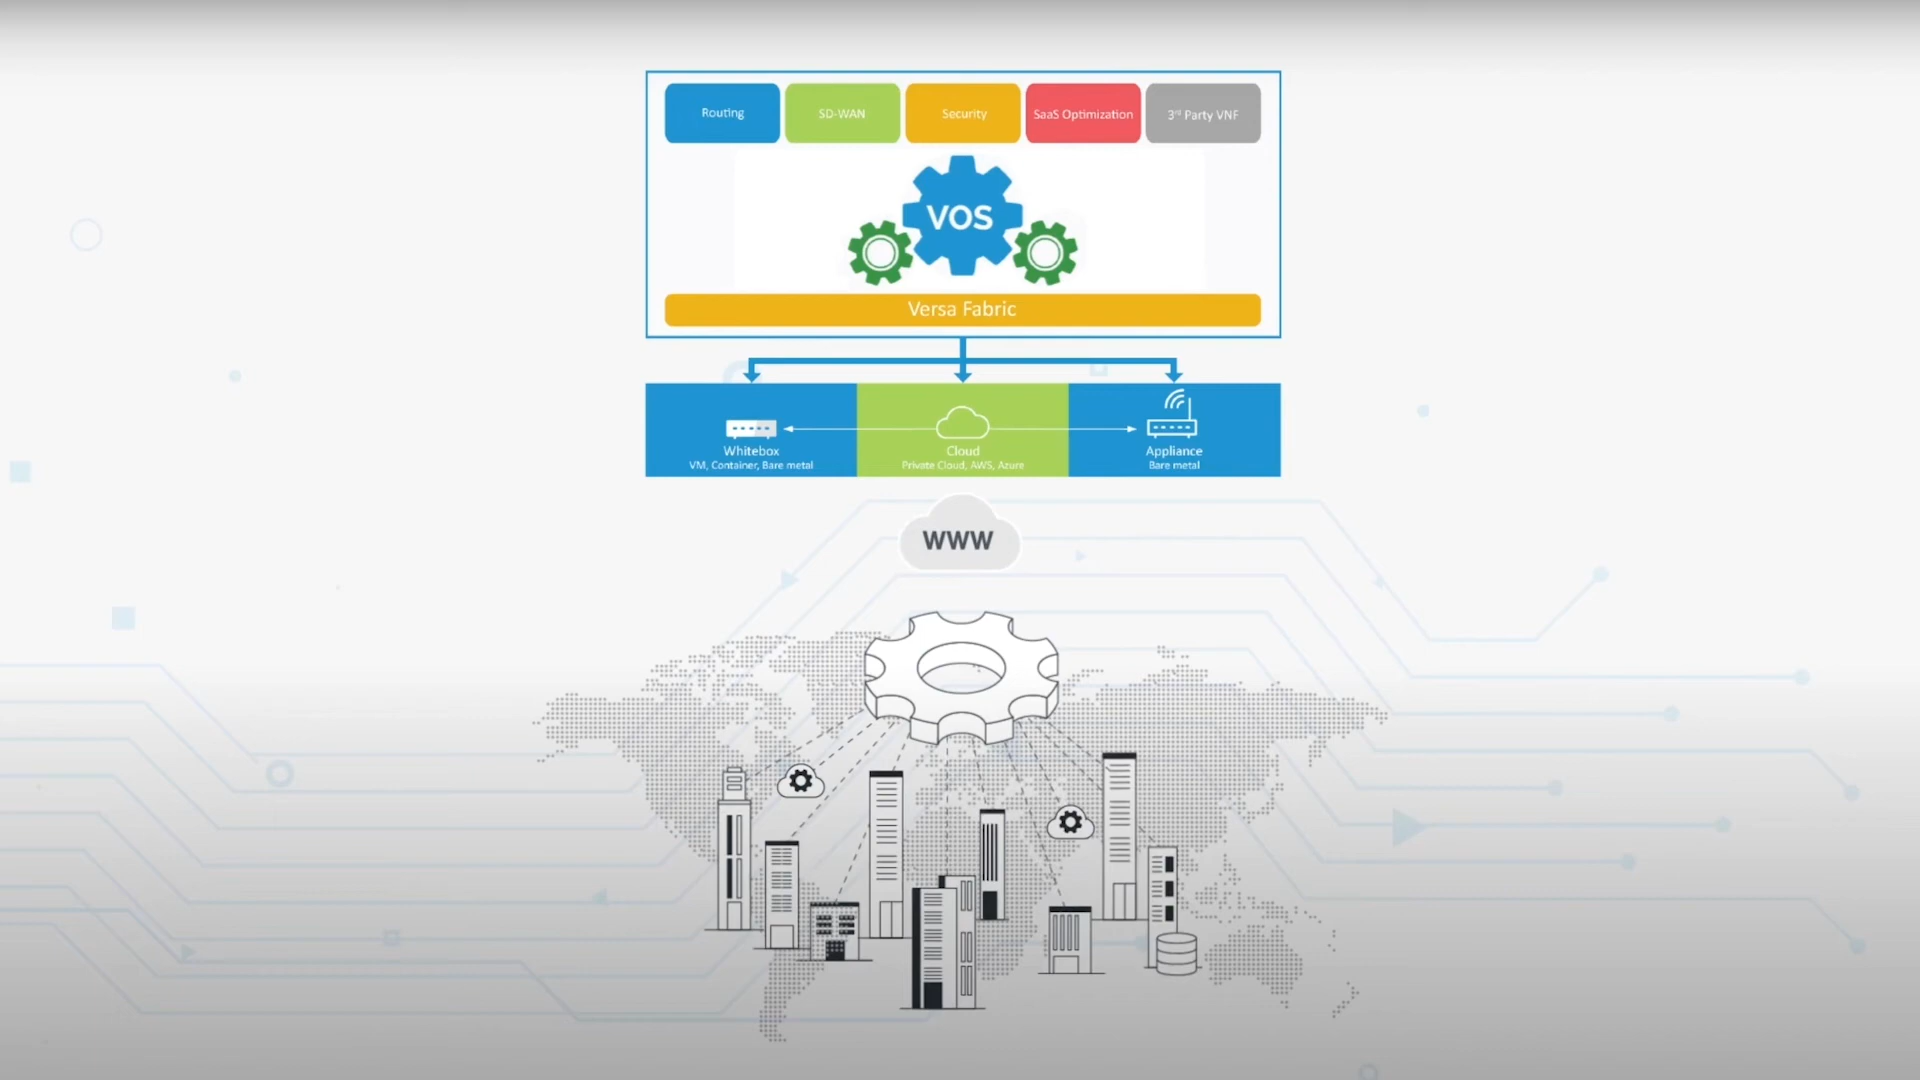 Routing
SD-WAN
Security
SaaS Optimization
3rd Party VNF
VOS
Versa Fabric
Whitebox
VM, Container, Bare metal
Cloud
Private Cloud, AWS, Azure
Appliance
Bare metal
WWW